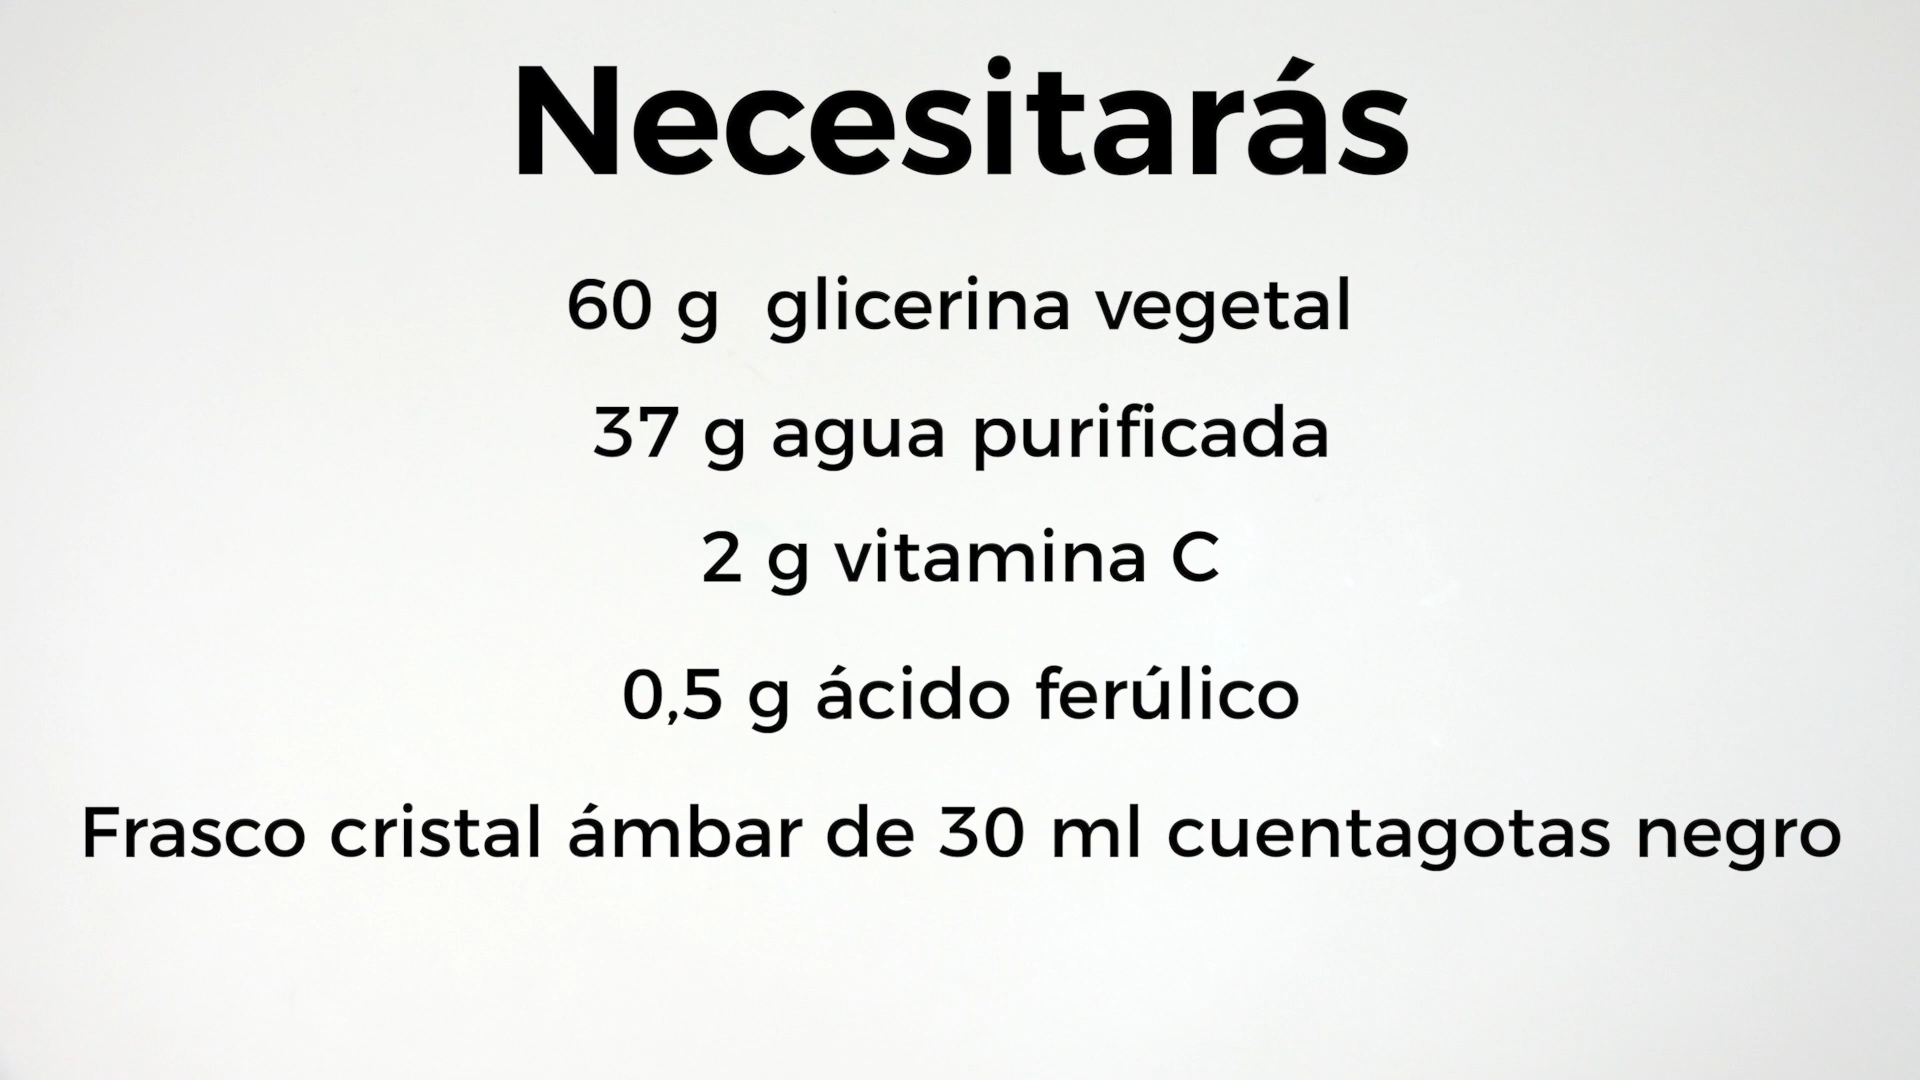 Necesitarás
60 g glicerina vegetal
37 g agua purificada
2 g vitamina C
0,5 g ácido ferúlico
Frasco cristal ámbar de 30 ml cuentagotas negro